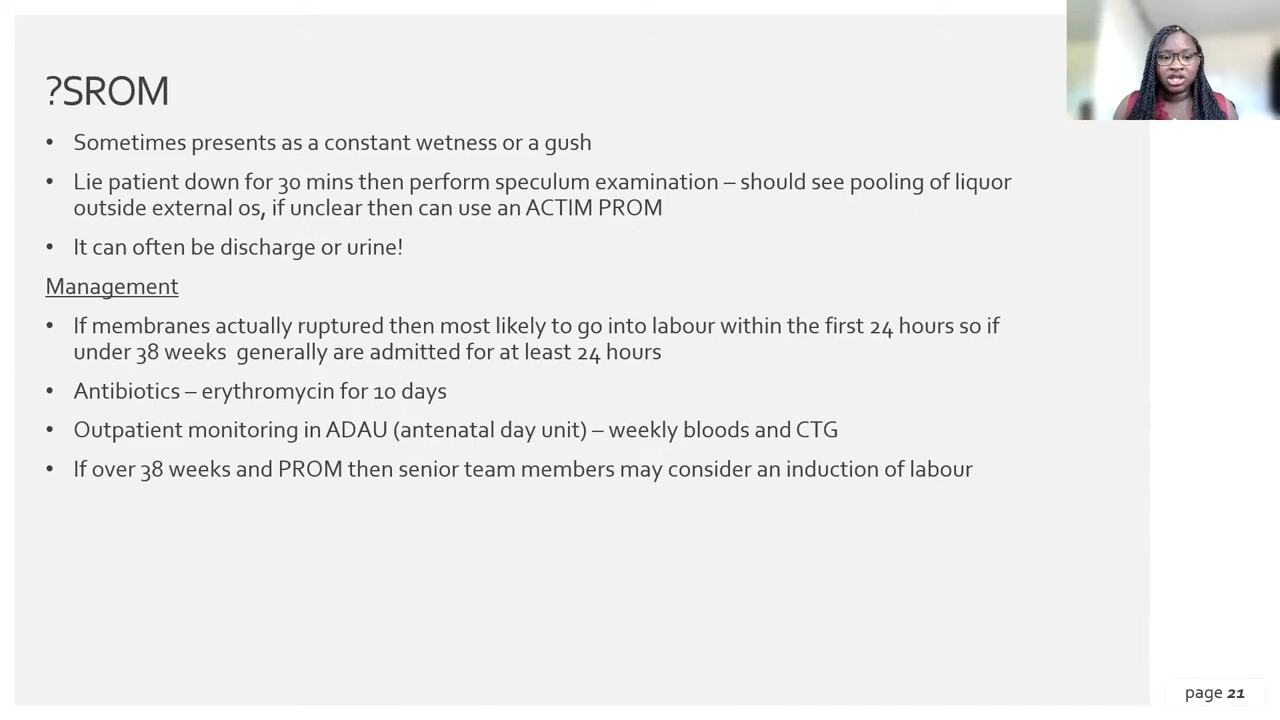 ?SROM
• Sometimes presents as a constant wetness or a gush
• Lie patient down for 30 mins then perform speculum examination – should see pooling of liquor
outside external os, if unclear then can use an ACTIM PROM
• It can often be discharge or urine!
Management
• If membranes actually ruptured then most likely to go into labour within the first 24 hours so if
under 38 weeks  generally are admitted for at least 24 hours
• Antibiotics – erythromycin for 10 days
• Outpatient monitoring in ADAU (antenatal day unit) – weekly bloods and CTG
• If over 38 weeks and PROM then senior team members may consider an induction of labour
page 21